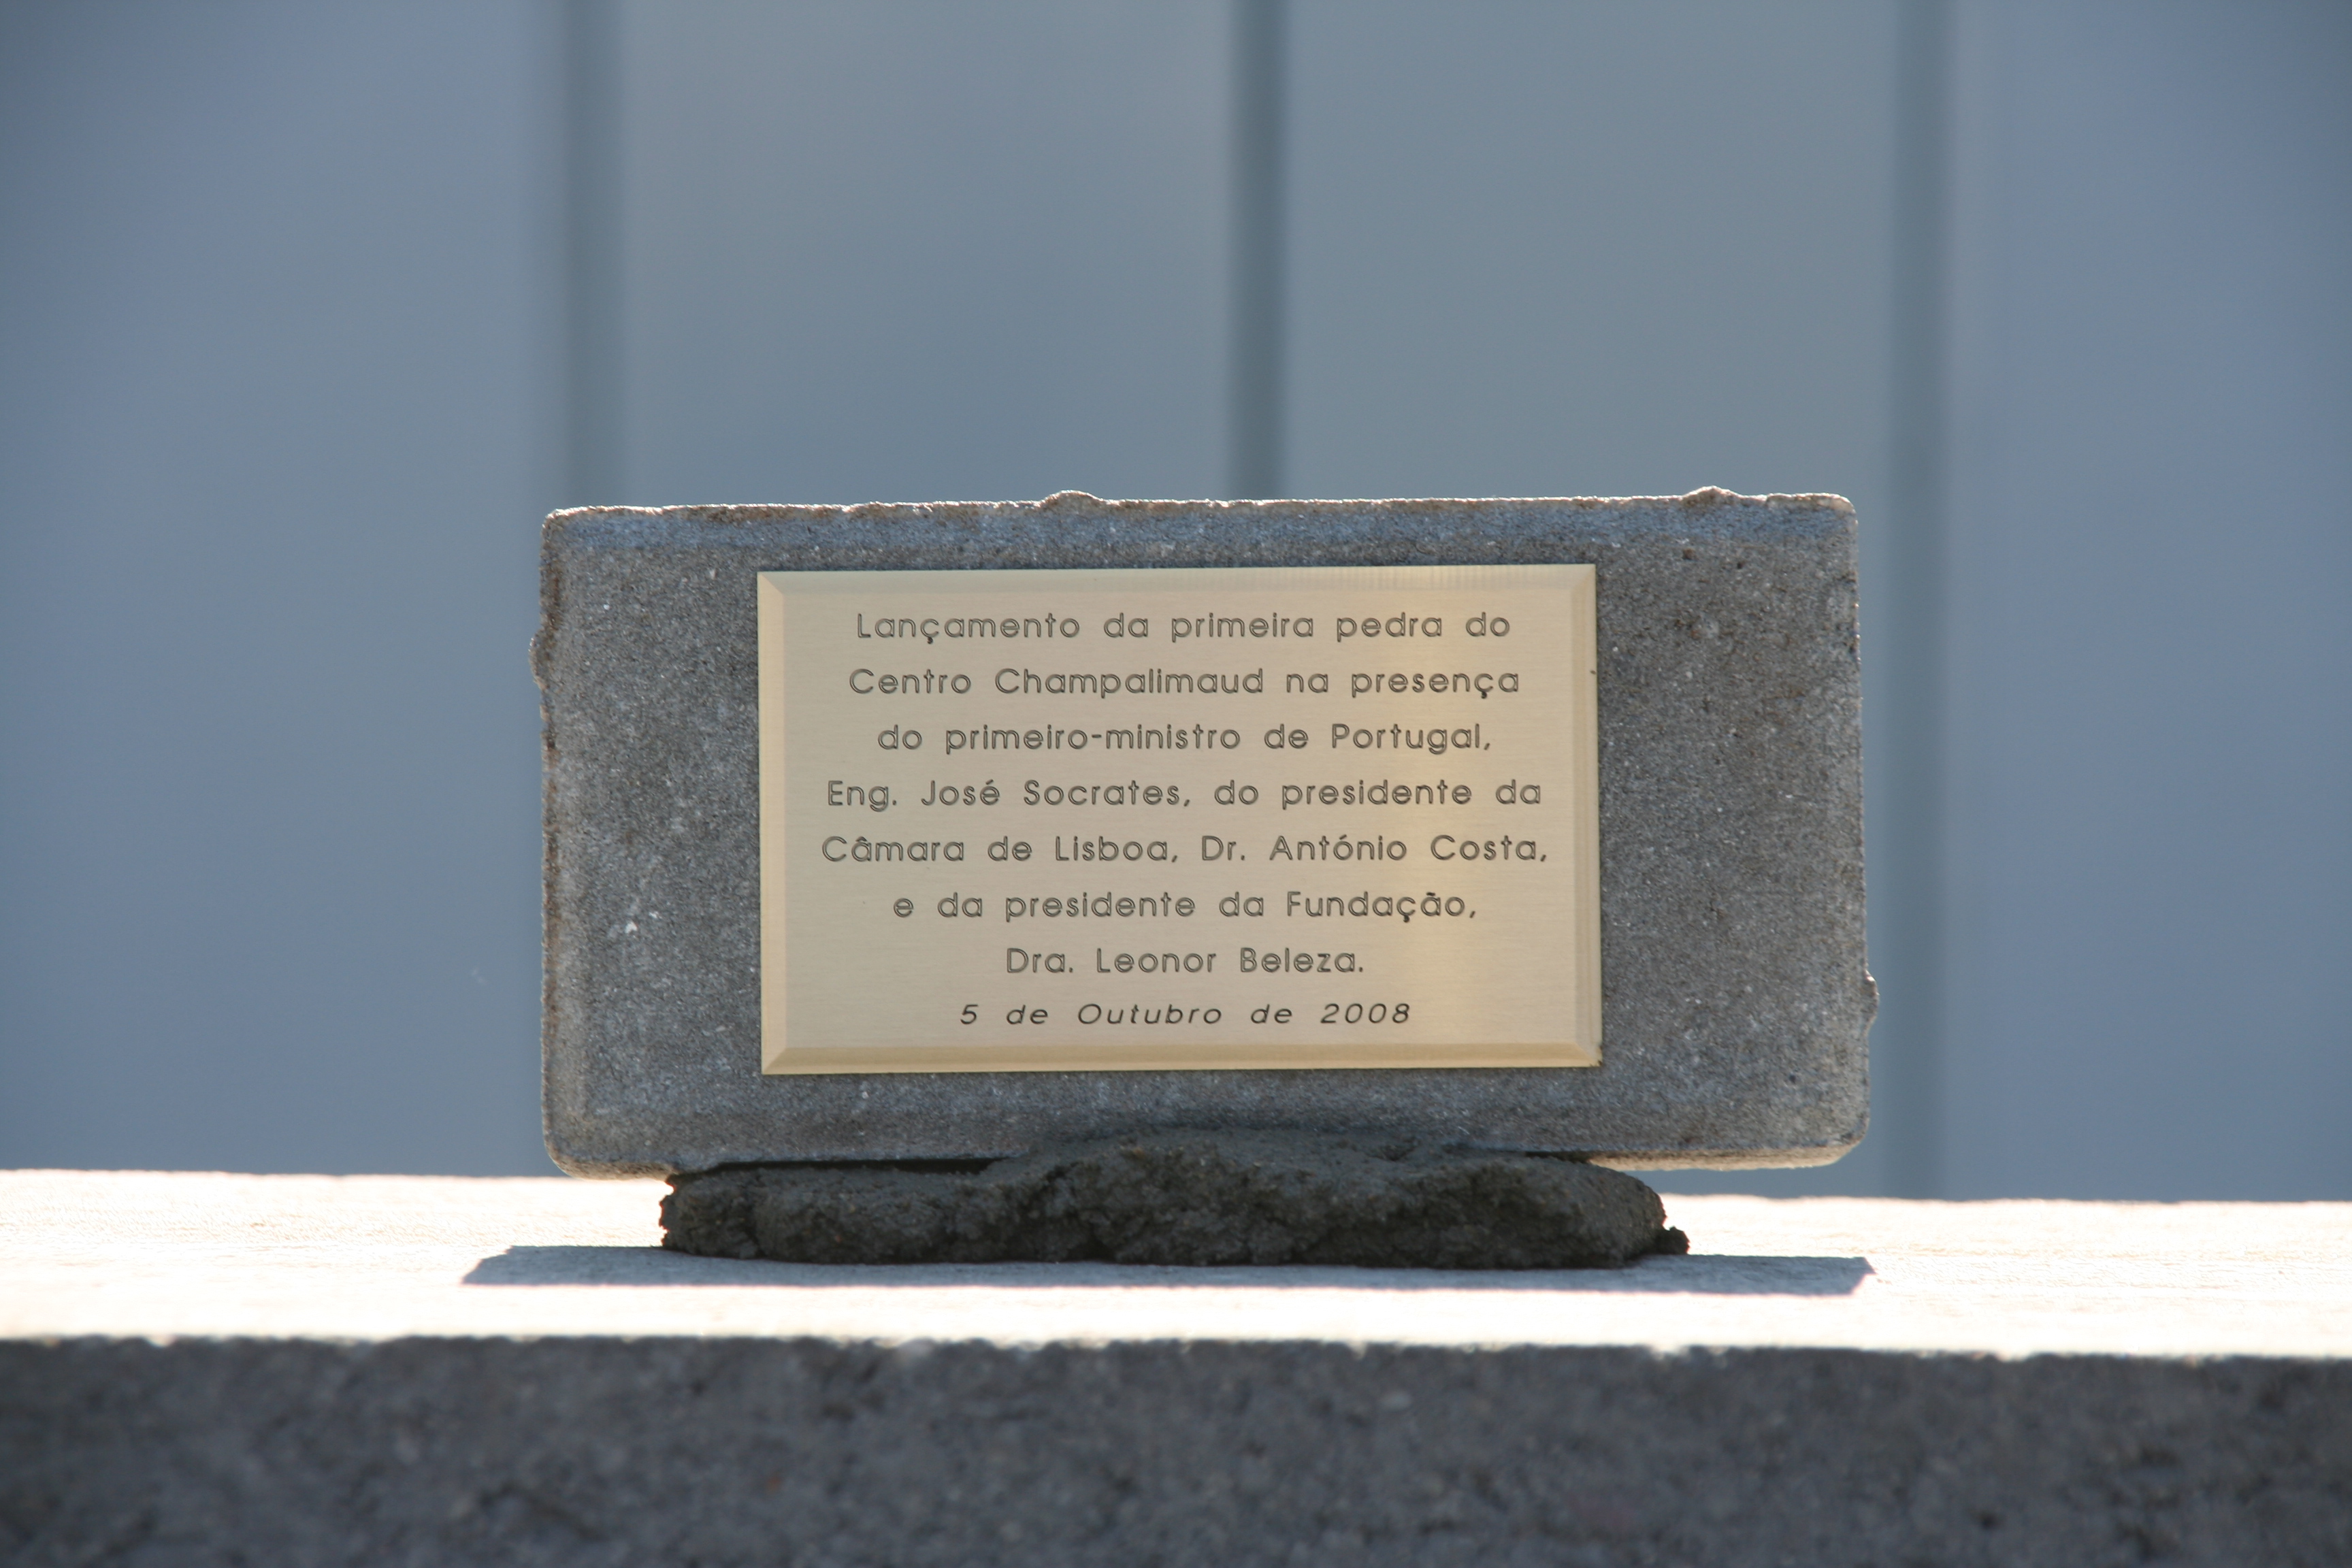 Lançamento da primeira pedra do
Centro Champalimaud na presença
do primeiro-ministro de Portugal,
Eng. José Socrates, do presidente da
Câmara de Lisboa, Dr. António Costa,
e da presidente da Fundação,
Dra. Leonor Beleza.
5 de Outubro de 2008